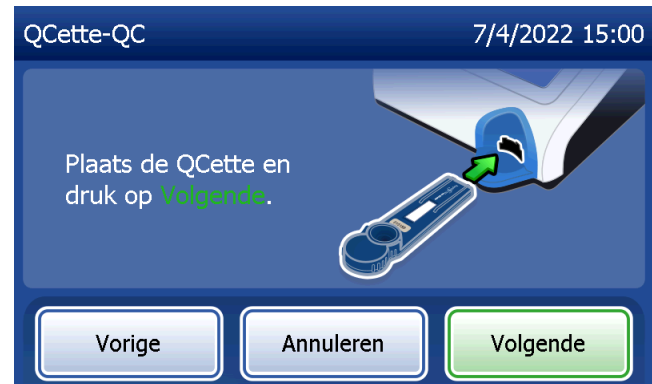 QCette-QC 7/4/2022 15:00
Plaats de QCette en
druk op Volgende.
Vorige Annuleren Volgende